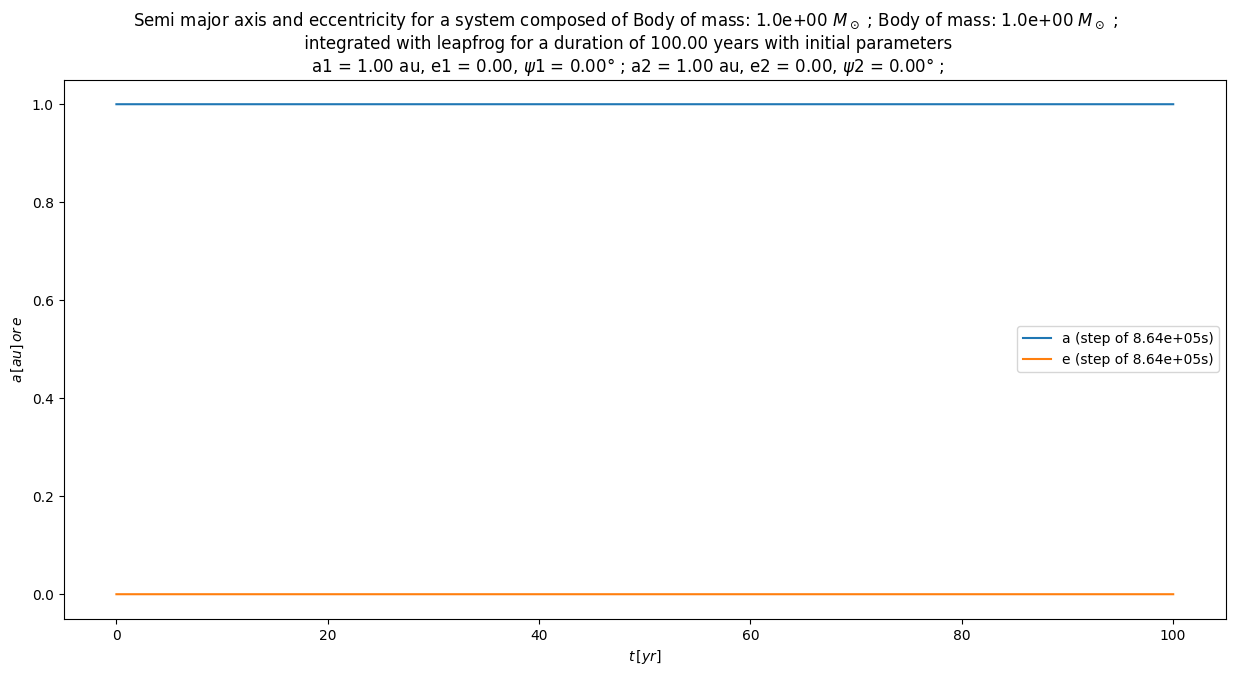 Semi major axis and eccentricity for a system composed of Body of mass: 1.0e+00 M⊙ ; Body of mass: 1.0e+00 M⊙ ;
integrated with leapfrog for a duration of 100.00 years with initial parameters
a1 = 1.00 au, e1 = 0.00, ψ1 = 0.00° ; a2 = 1.00 au, e2 = 0.00, ψ2 = 0.00° ;
1.0
0.8
0.6
0.4
0.2
0.0
a [au] or e
a (step of 8.64e+05s)
e (step of 8.64e+05s)
0
20
40
60
80
100
t [yr]